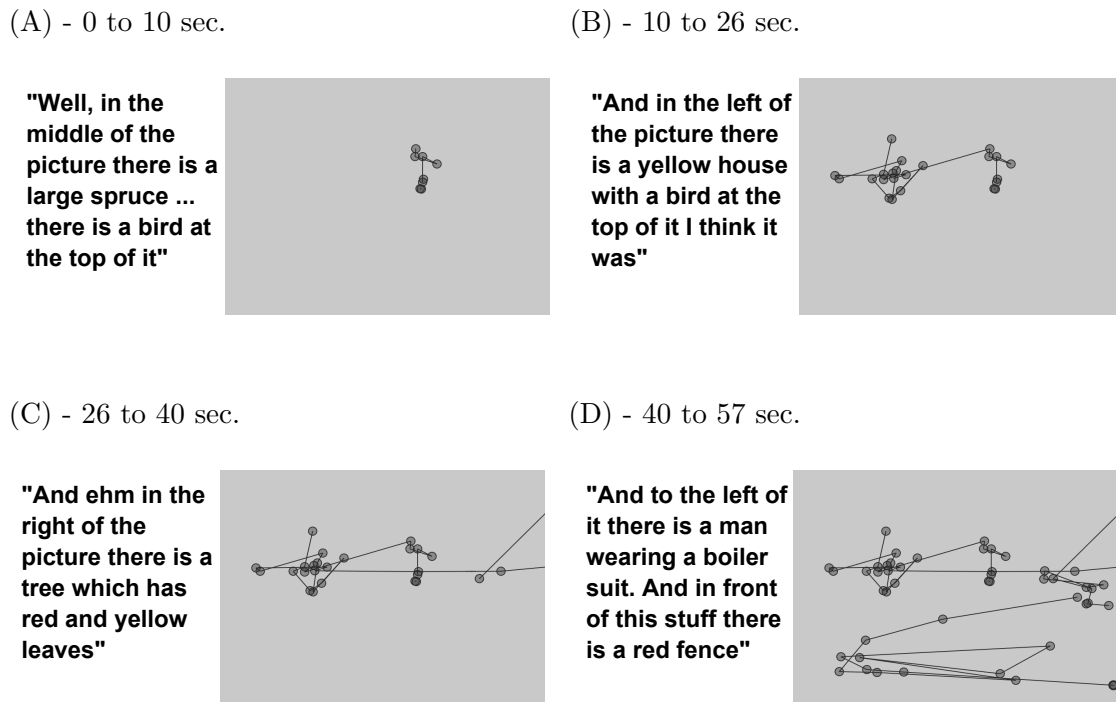 (A) - 0 to 10 sec.
"Well, in the
middle of the
picture there is a
large spruce ...
there is a bird at
the top of it"
(B) - 10 to 26 sec.
"And in the left of
the picture there
is a yellow house
with a bird at the
top of it I think it
was"
(C) - 26 to 40 sec.
"And ehm in the
right of the
picture there is a
tree which has
red and yellow
leaves"
(D) - 40 to 57 sec.
"And to the left of
it there is a man
wearing a boiler
suit. And in front
of this stuff there
is a red fence"